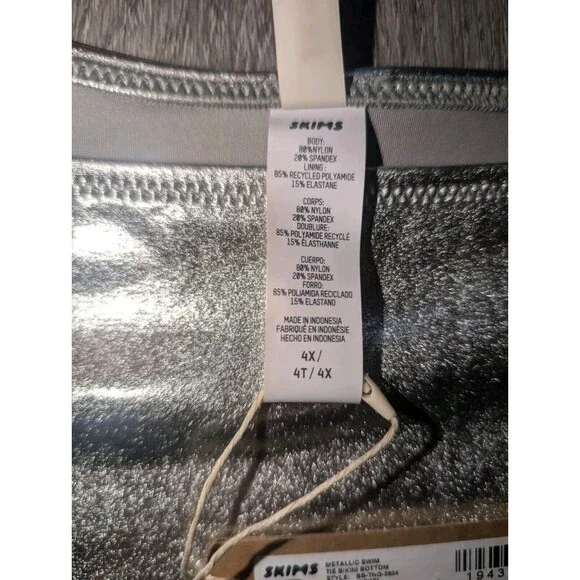 SKIMS
BODY:
80%NYLON
20% SPANDEX
LINING:
85% RECYCLED POLYAMIDE
15% ELASTANE
CORPS:
80% NYLON
20% SPANDEX
DOUBLURE:
85% POLYAMIDE RECYCLÉ
15% ÉLASTHANNE
CUERPO:
80% NYLON
20% SPANDEX
FORRO:
85% POLIAMIDA RECICLADO
15% ELASTANO
MADE IN INDONESIA
FABRIQUÉ EN INDONÉSIE
HECHO EN INDONESIA
4X/
4T / 4X
SKIMS
METALLIC SWIM
TIE BIKINI BOTTOM
STYLE:
1943